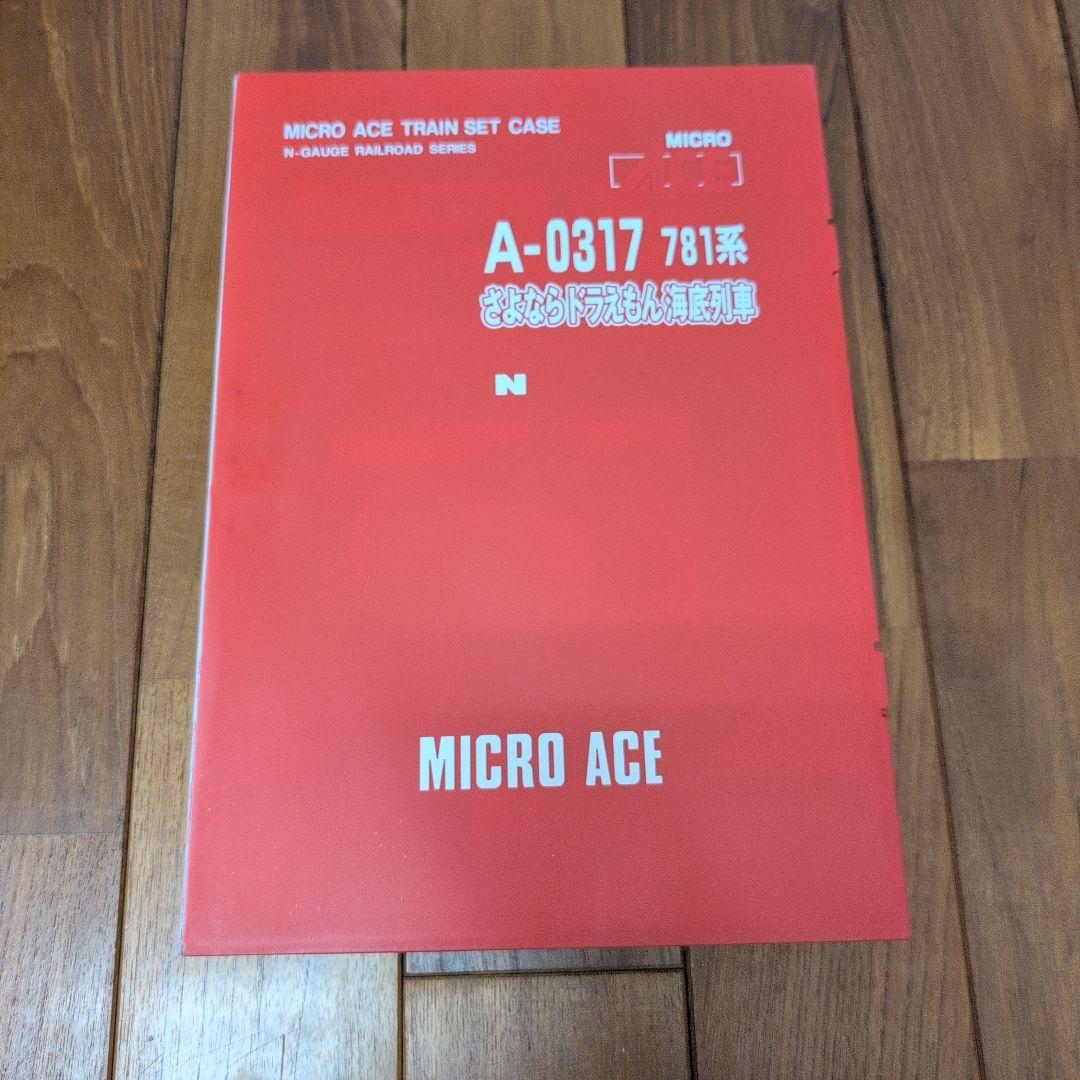 MICRO ACE TRAIN SET CASE
N-GAUGE RAILROAD SERIES
MICRO
ACE
A-0317 781系
さよならドラえもん海底列車
N
MICRO ACE